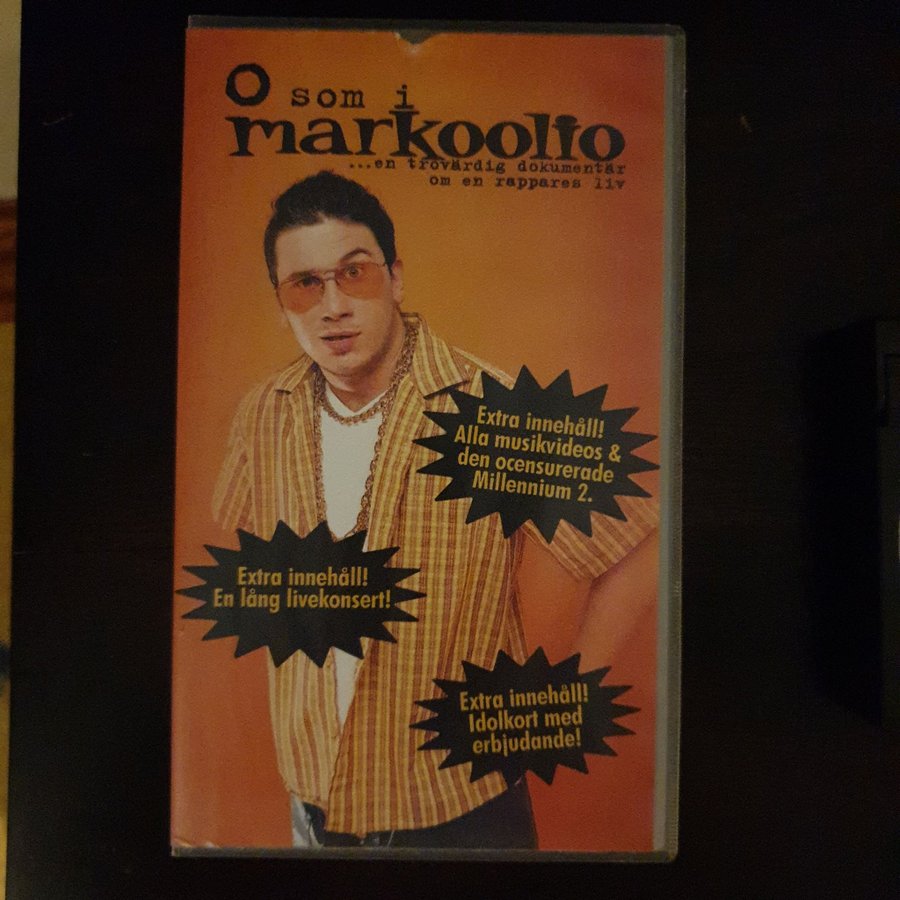 O som i
markoolio
...en trovärdig dokumentär
om en rappares liv
Extra innehåll!
Alla musikvideos &
den ocensurerade
Millennium 2.
Extra innehåll!
En lång livekonsert!
Extra innehåll!
Idolkort med
erbjudande!